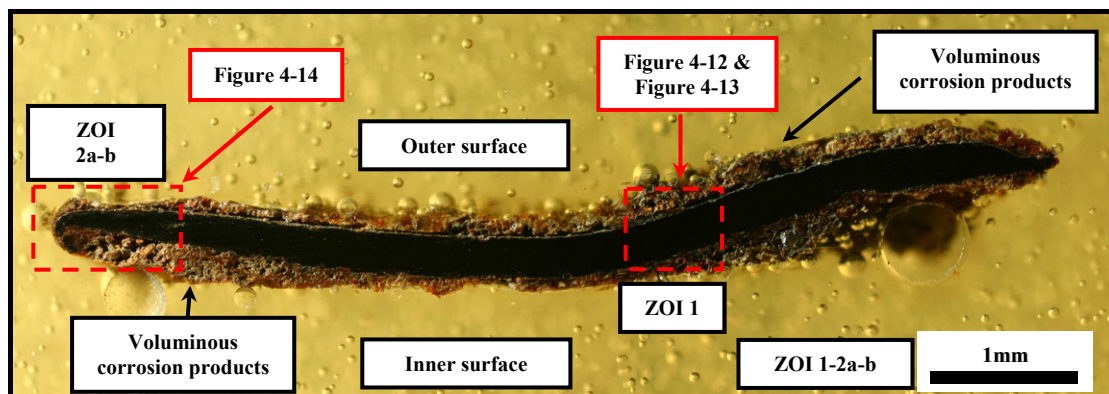 Figure 4-14
Figure 4-12 &
Figure 4-13
Voluminous
corrosion products
ZOI
2a-b
Outer surface
ZOI 1
Voluminous
corrosion products
Inner surface
ZOI 1-2a-b
1mm